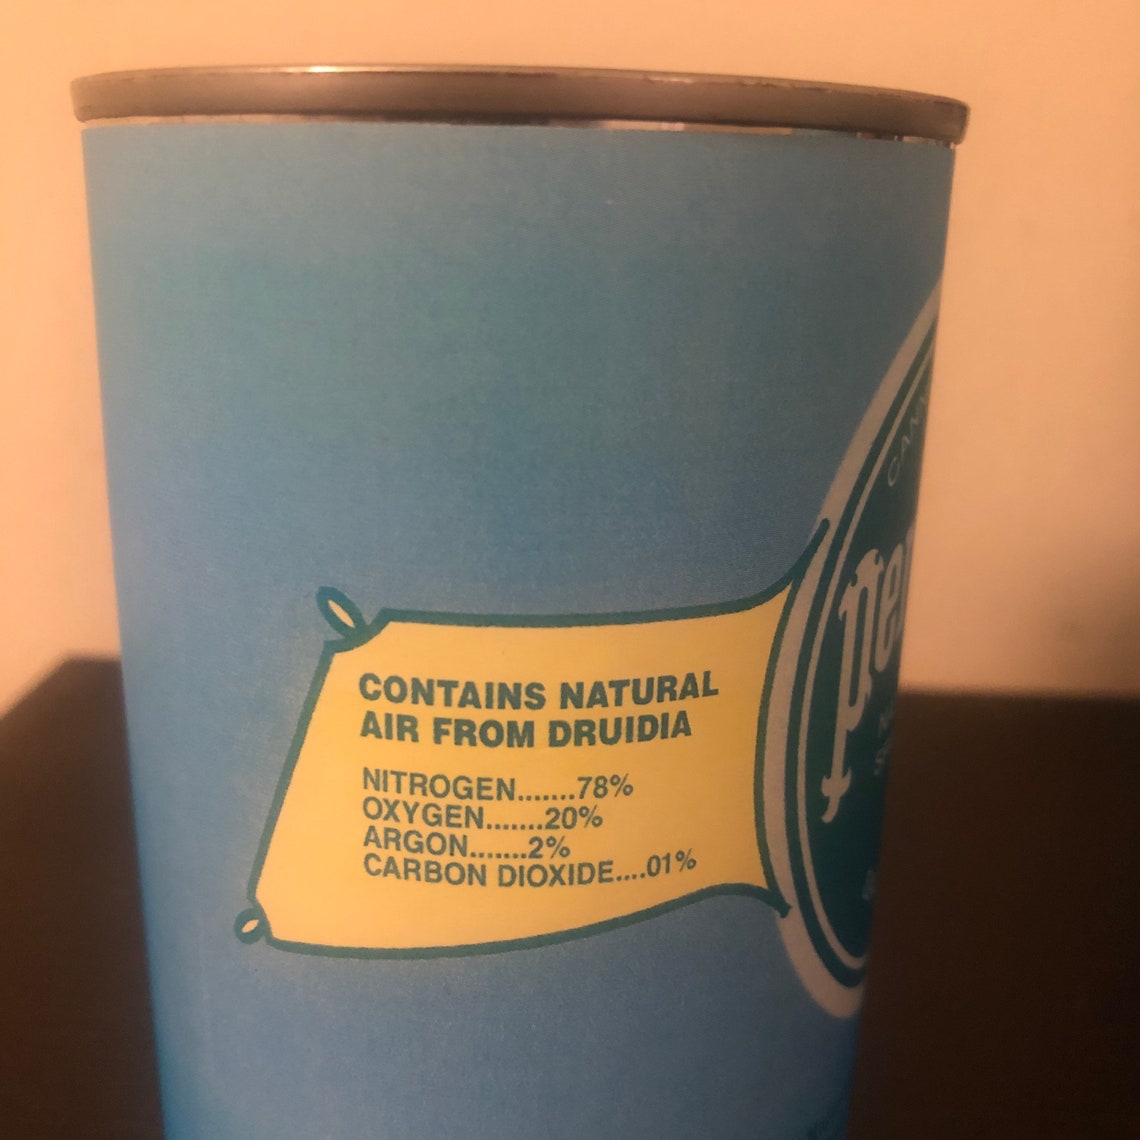 CONTAINS NATURAL
AIR FROM DRUIDIA
NITROGEN.......78%
OXYGEN.......20%
ARGON.......2%
CARBON DIOXIDE....01%